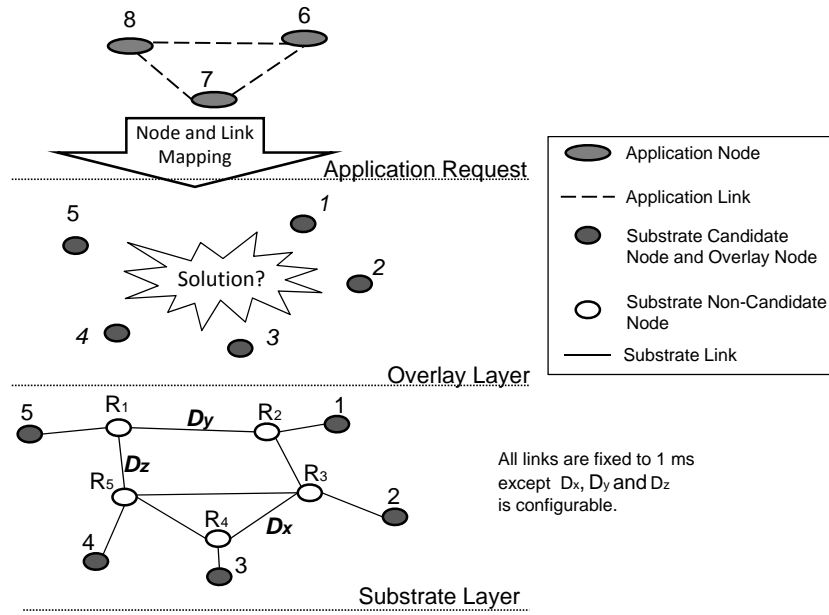 8
6
7
Node and Link
Mapping
Application Request
5
1
2
Solution?
4
3
Overlay Layer
5
R1
Dy
R2
1
Dz
R5
R3
2
R4
Dx
4
3
Substrate Layer
Application Node
Application Link
Substrate Candidate
Node and Overlay Node
Substrate Non-Candidate
Node
Substrate Link
All links are fixed to 1 ms
except Dx, Dy and Dz
is configurable.